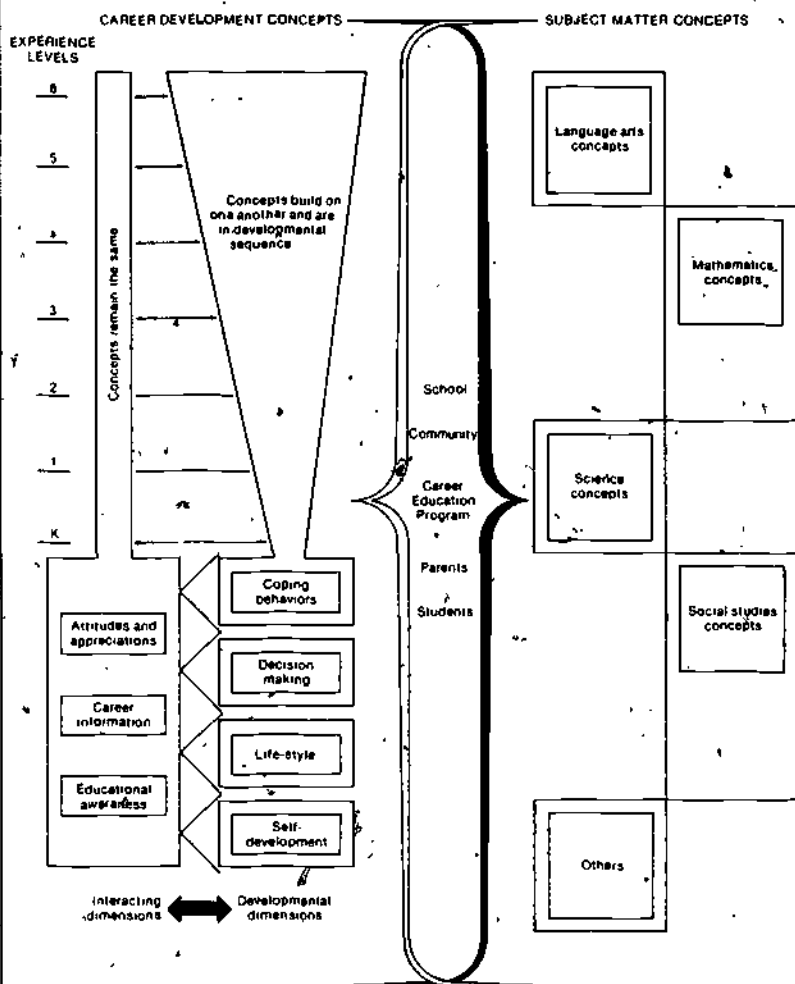 CAREER DEVELOPMENT CONCEPTS
SUBJECT MATTER CONCEPTS
EXPERIENCE
LEVELS
6
5
4
3
2
1
K
Concepts remain the same
Concepts build on
one another and are
in developmental
sequence
4
Attitudes and
appreciations
Career
information
Educational
awareness
Coping
behaviors
Decision
making
Life-style
Self-
development
Interacting
dimensions
Developmental
dimensions
School
Community
Career
Education
Program
Parents
Students
Language arts
concepts
Mathematics
concepts
Science
concepts
Social studies
concepts
Others